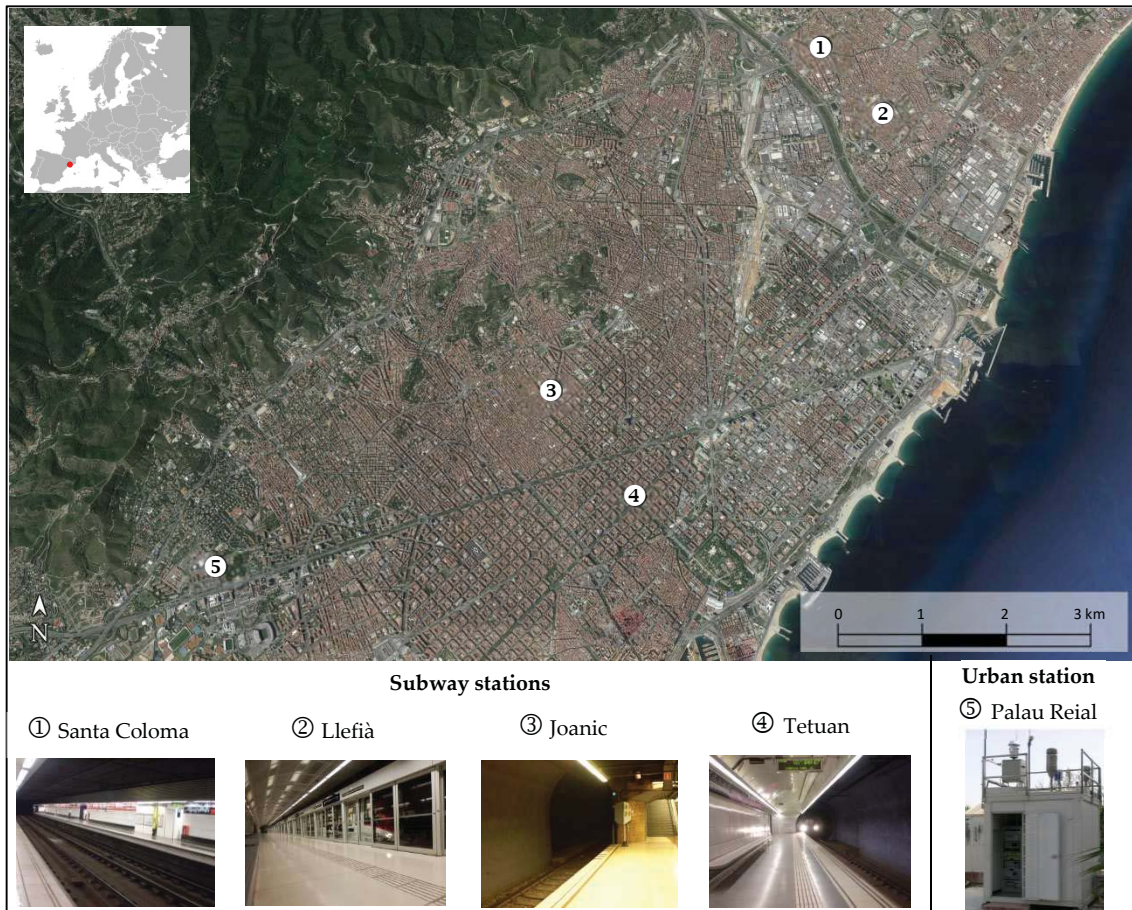 1
2
3
4
5
N
0 1 2 3 km
Subway stations
Urban station
① Santa Coloma
② Llefià
③ Joanic
④ Tetuan
⑤ Palau Reial